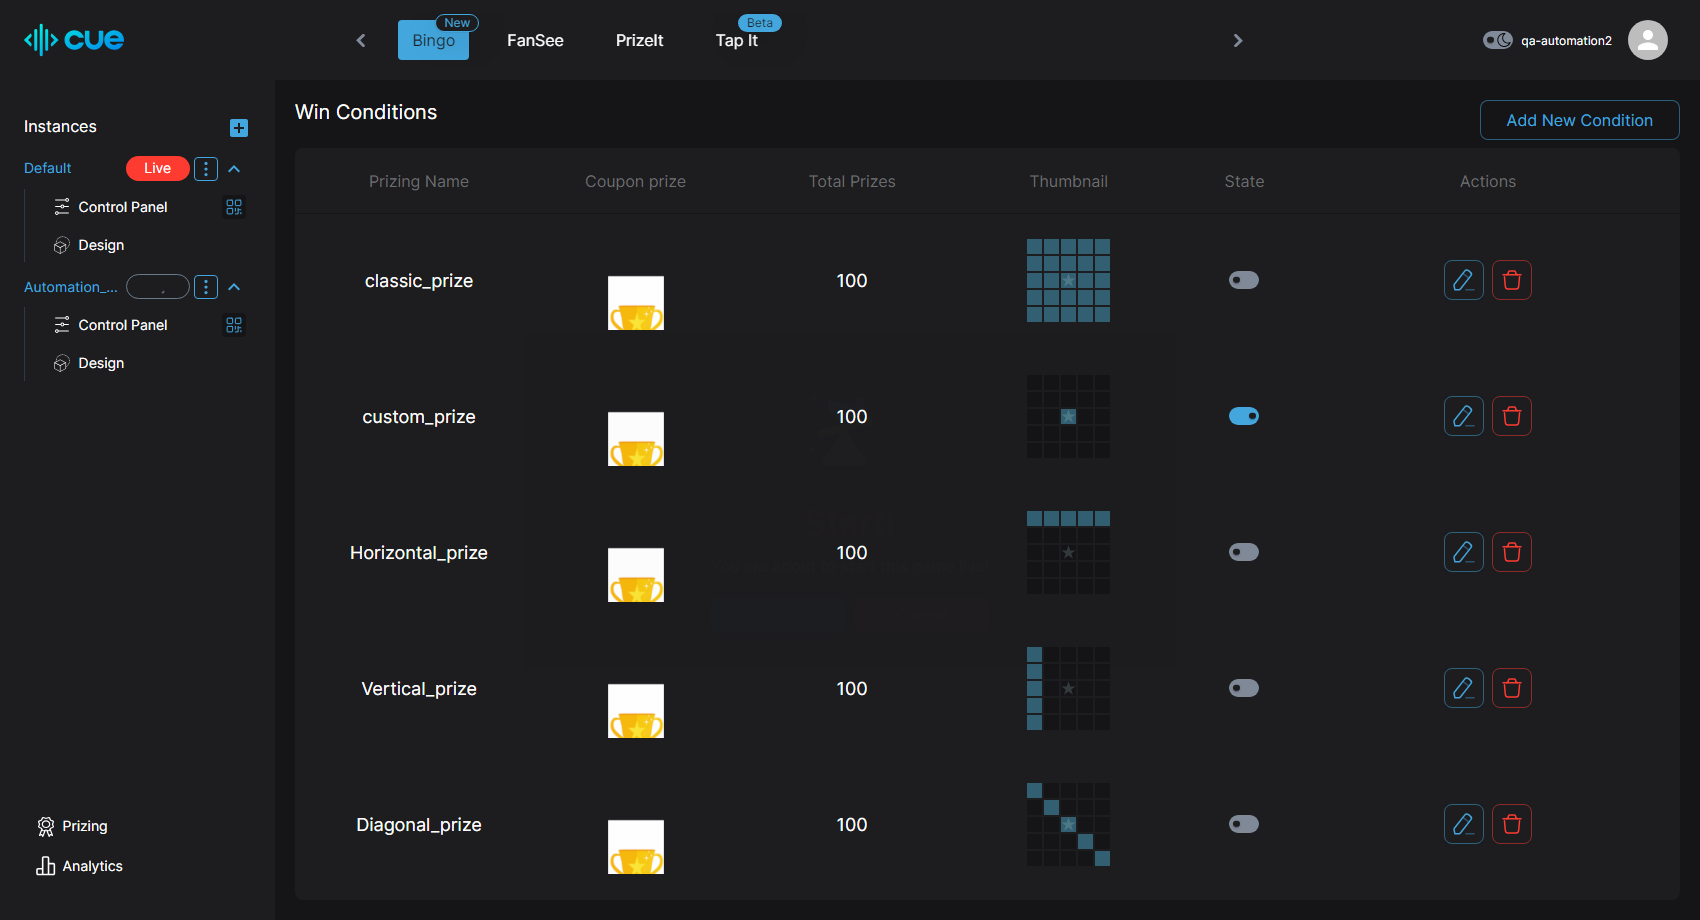 cue
Bingo
New
FanSee
PrizeIt
Tap It
Beta
qa-automation2
Instances
Default
Live
Control Panel
Design
Automation_...
Control Panel
Design
Prizing
Analytics
Win Conditions
Add New Condition
Prizing Name Coupon prize Total Prizes Thumbnail State Actions
classic_prize 100
custom_prize 100
Horizontal_prize 100
Vertical_prize 100
Diagonal_prize 100